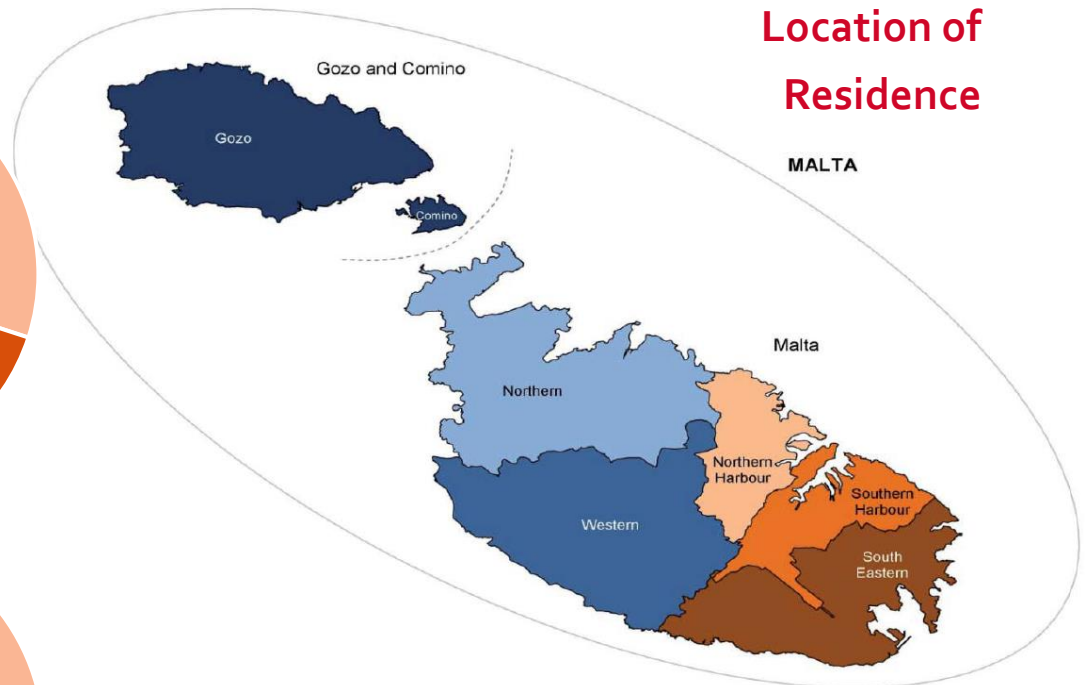 Location of
Residence
Gozo and Comino
MALTA
Gozo
Comino
Malta
Northern
Northern
Harbour
Southern
Harbour
Western
South
Eastern